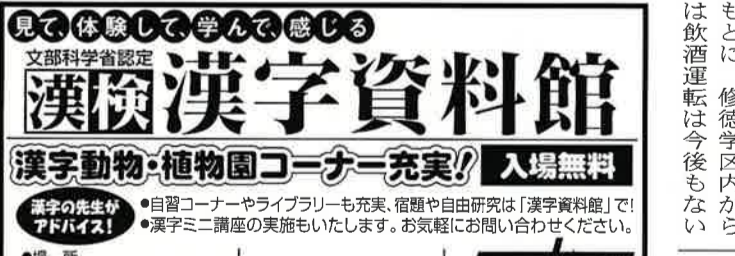 見て、体験して、学んで、感じる
文部科学省認定
漢検 漢字資料館
漢字動物・植物園コーナー充実! 入場無料
漢字の先生が
アドバイス!
●自習コーナーやライブラリーも充実、宿題や自由研究は「漢字資料館」で!
●漢字ミニ講座の実施もいたします。お気軽にお問い合わせください。
もとに 修徳学区内から
は飲酒運転は今後もない